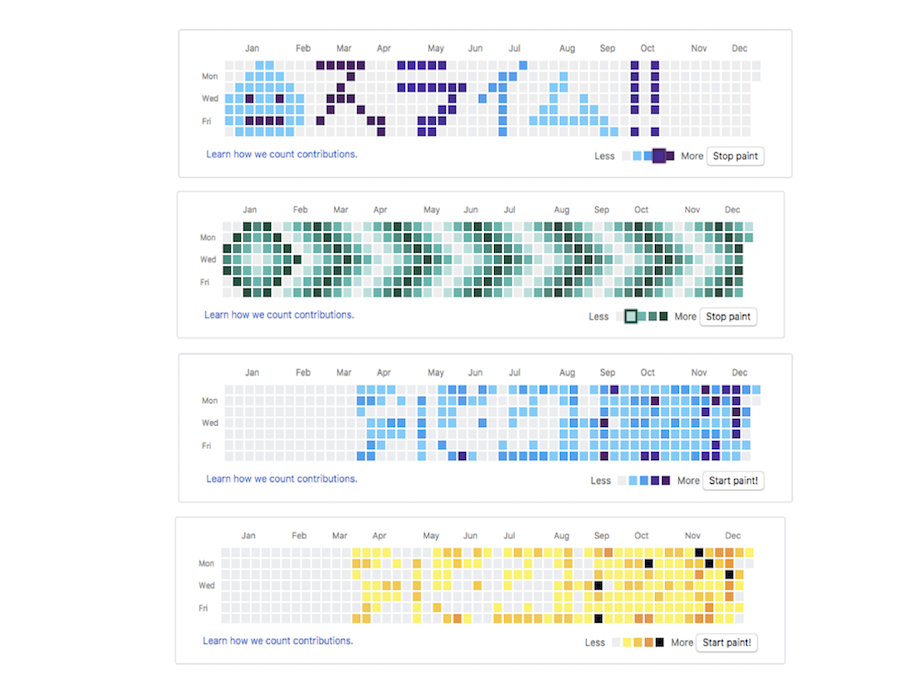 Jan Feb Mar Apr May Jun Jul Aug Sep Oct Nov Dec
スライム!!
Mon
Wed
Fri
Learn how we count contributions. Less More Stop paint
Jan Feb Mar Apr May Jun Jul Aug Sep Oct Nov Dec
Mon
Wed
Fri
Learn how we count contributions. Less More Stop paint
Jan Feb Mar Apr May Jun Jul Aug Sep Oct Nov Dec
Mon
Wed
Fri
Learn how we count contributions. Less More Start paint!
Jan Feb Mar Apr May Jun Jul Aug Sep Oct Nov Dec
Mon
Wed
Fri
Learn how we count contributions. Less More Start paint!